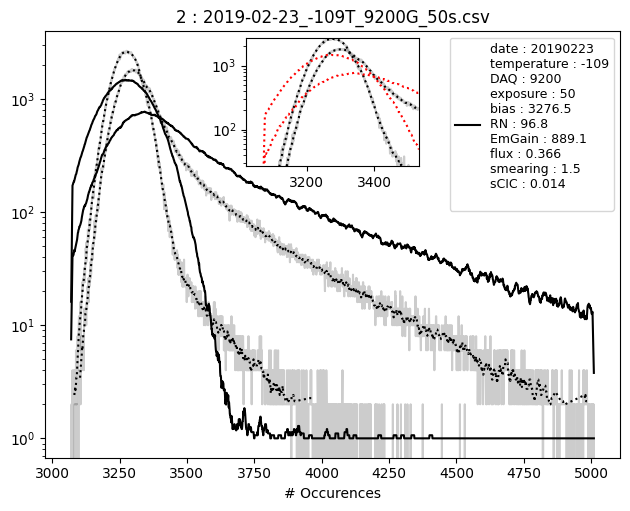 2 : 2019-02-23_-109T_9200G_50s.csv
date : 20190223
temperature : -109
DAQ : 9200
exposure : 50
bias : 3276.5
RN : 96.8
EmGain : 889.1
flux : 0.366
smearing : 1.5
sCIC : 0.014
10³
10²
3200 3400
10³
10²
10¹
10⁰
3000 3250 3500 3750 4000 4250 4500 4750 5000
# Occurences